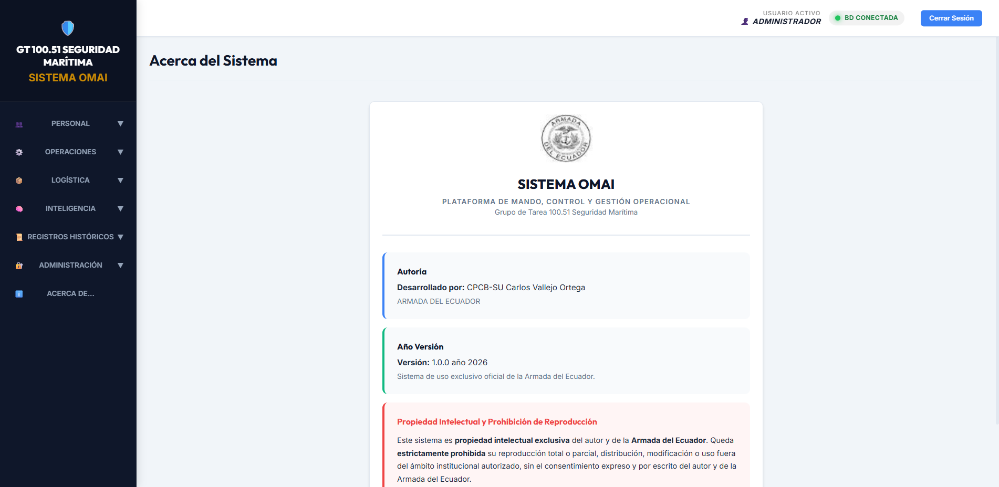 GT 100.51 SEGURIDAD
MARÍTIMA
SISTEMA OMAI
PERSONAL ▼
OPERACIONES ▼
LOGÍSTICA ▼
INTELIGENCIA ▼
REGISTROS HISTÓRICOS ▼
ADMINISTRACIÓN ▼
ACERCA DE...
USUARIO ACTIVO
ADMINISTRADOR
BD CONECTADA
Cerrar Sesión
Acerca del Sistema
ARMADA
DEL ECUADOR
SISTEMA OMAI
PLATAFORMA DE MANDO, CONTROL Y GESTIÓN OPERACIONAL
Grupo de Tarea 100.51 Seguridad Marítima
Autoría
Desarrollado por: CPCB-SU Carlos Vallejo Ortega
ARMADA DEL ECUADOR
Año Versión
Versión: 1.0.0 año 2026
Sistema de uso exclusivo oficial de la Armada del Ecuador.
Propiedad Intelectual y Prohibición de Reproducción
Este sistema es propiedad intelectual exclusiva del autor y de la Armada del Ecuador. Queda
estrictamente prohibida su reproducción total o parcial, distribución, modificación o uso fuera
del ámbito institucional autorizado, sin el consentimiento expreso y por escrito del autor y de la
Armada del Ecuador.